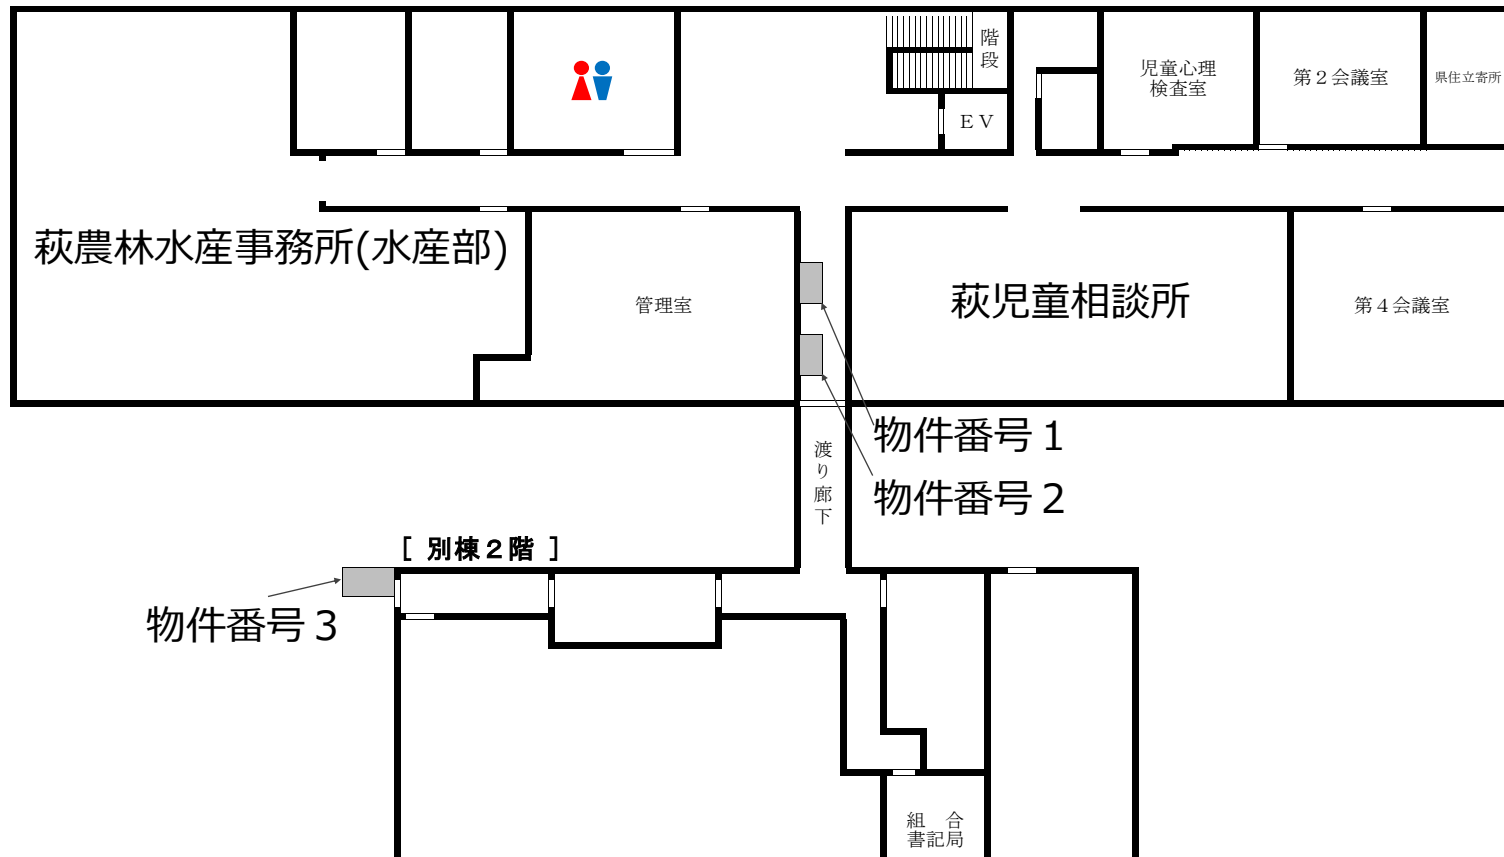 階
段
児童心理
検査室
第２会議室
県住立寄所
ＥＶ
萩農林水産事務所(水産部)
管理室
萩児童相談所
第４会議室
物件番号１
物件番号２
渡
り
廊
下
［ 別棟２階 ］
物件番号３
組　合
書記局